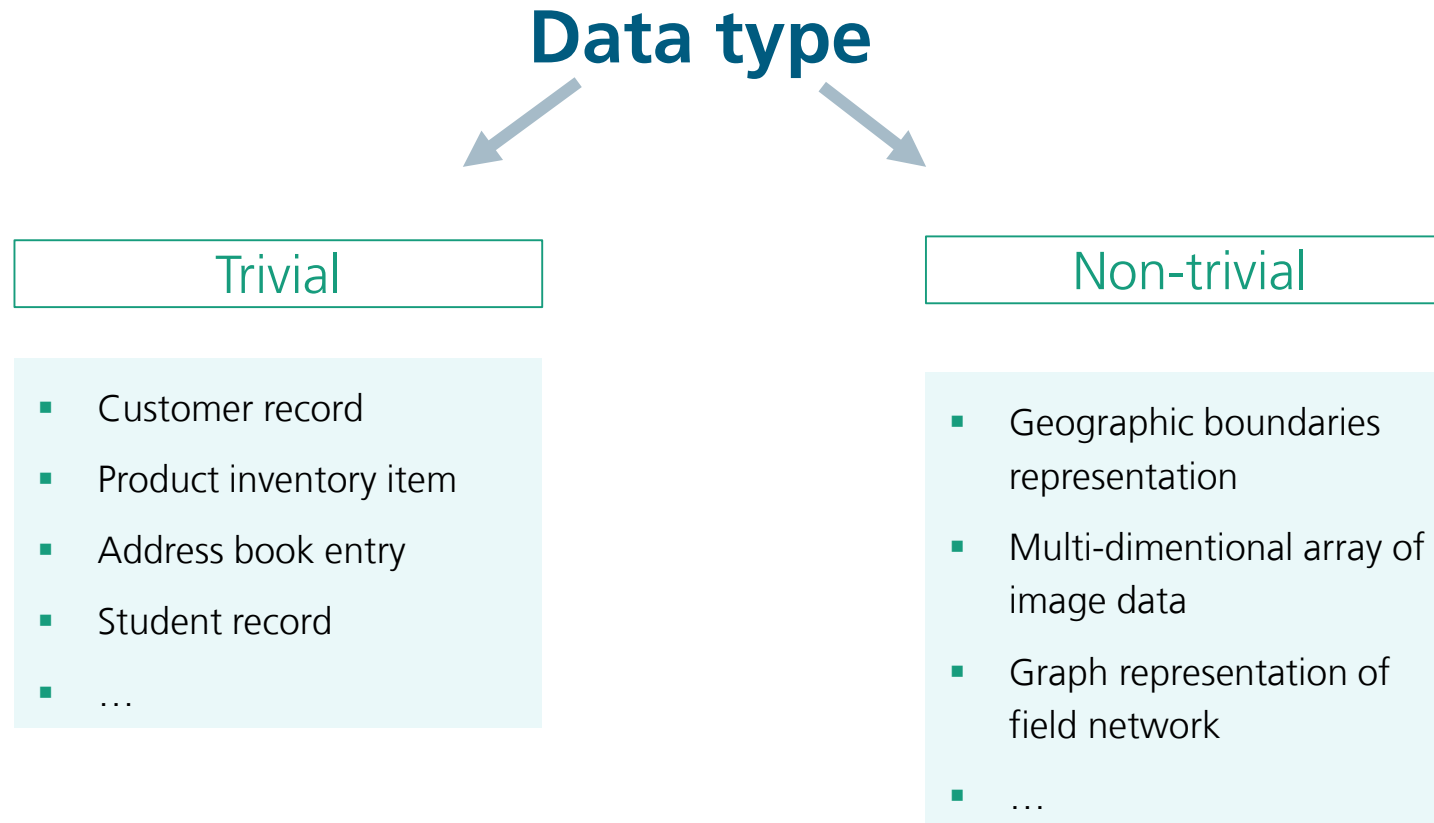 Data type
Trivial
Non-trivial
▪ Customer record
▪ Product inventory item
▪ Address book entry
▪ Student record
▪ …
▪ Geographic boundaries
representation
▪ Multi-dimentional array of
image data
▪ Graph representation of
field network
▪ …